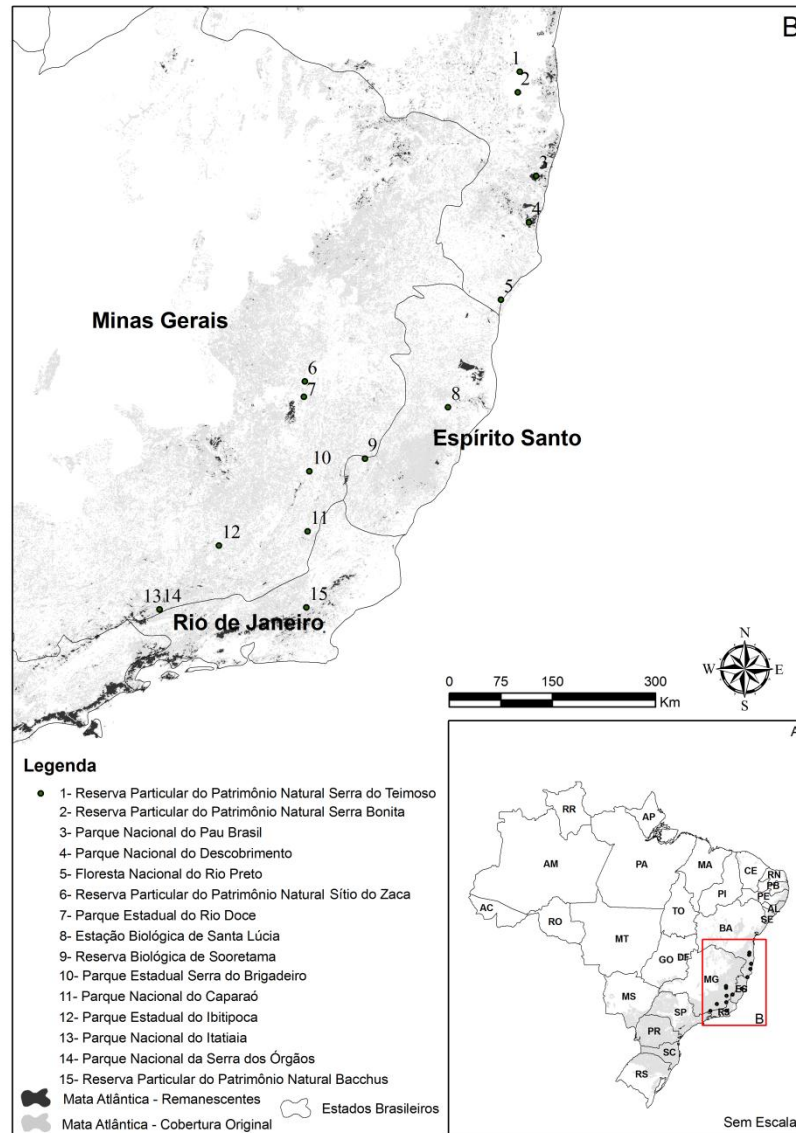 B
1
2
3
4
5
Minas Gerais
6
7
8
Espírito Santo
9
10
11
12
13 14
15
Rio de Janeiro
N
W E
S
0 75 150 300
Km
Legenda
1- Reserva Particular do Patrimônio Natural Serra do Teimoso
2- Reserva Particular do Patrimônio Natural Serra Bonita
3- Parque Nacional do Pau Brasil
4- Parque Nacional do Descobrimento
5- Floresta Nacional do Rio Preto
6- Reserva Particular do Patrimônio Natural Sítio do Zaca
7- Parque Estadual do Rio Doce
8- Estação Biológica de Santa Lúcia
9- Reserva Biológica de Sooretama
10- Parque Estadual Serra do Brigadeiro
11- Parque Nacional do Caparaó
12- Parque Estadual do Ibitipoca
13- Parque Nacional do Itatiaia
14- Parque Nacional da Serra dos Órgãos
15- Reserva Particular do Patrimônio Natural Bacchus
Mata Atlântica - Remanescentes
Mata Atlântica - Cobertura Original
Estados Brasileiros
A
RR
AP
AM
PA
MA
CE
RN
PB
PE
PI
AL
SE
AC
RO
TO
BA
MT
GO
DF
MG
ES
MS
SP
RJ
PR
SC
RS
B
Sem Escala